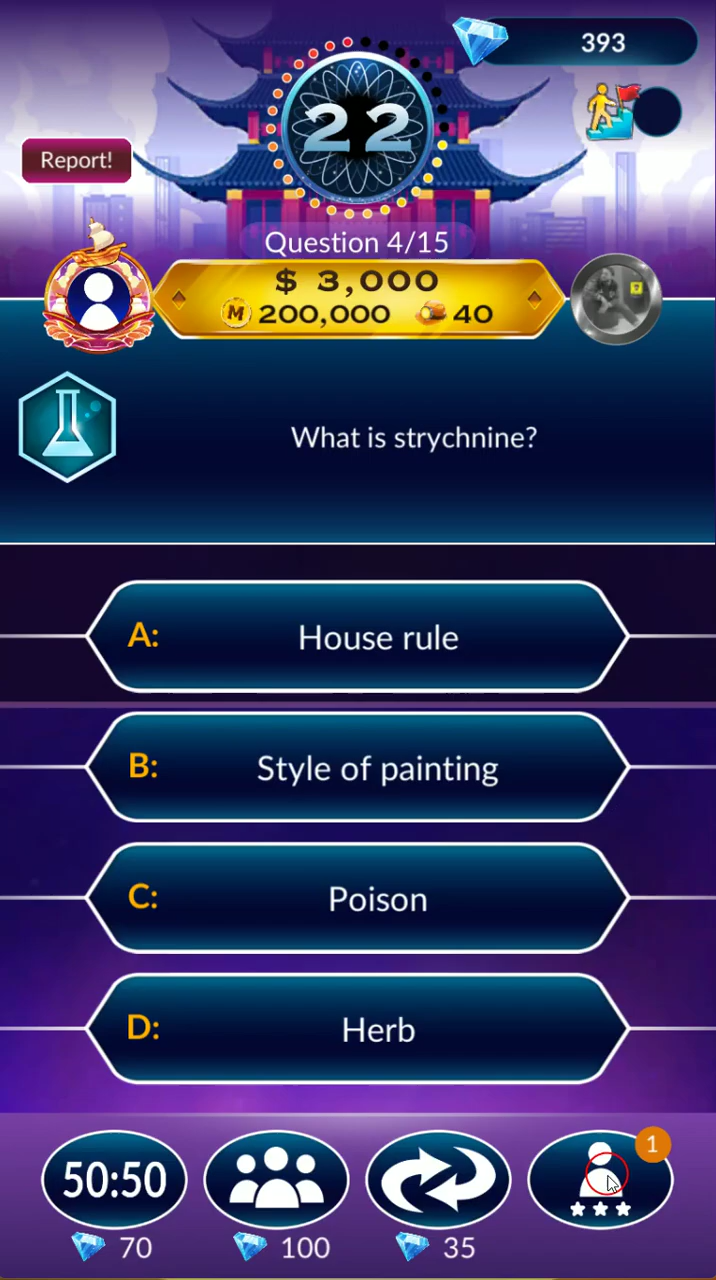 393
22
Report!
Question 4/15
$ 3,000
M 200,000 40
What is strychnine?
A: House rule
B: Style of painting
C: Poison
D: Herb
1
50:50
70 100 35